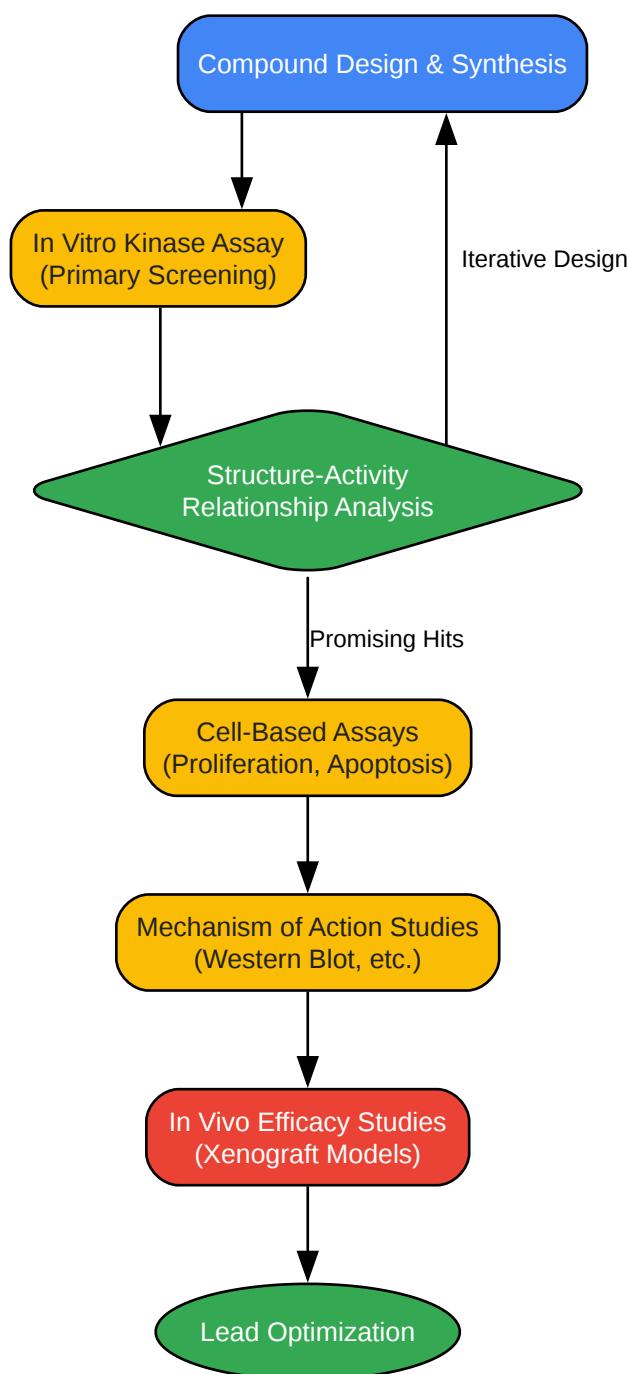 Compound Design & Synthesis
In Vitro Kinase Assay
(Primary Screening)
Iterative Design
Structure-Activity
Relationship Analysis
Promising Hits
Cell-Based Assays
(Proliferation, Apoptosis)
Mechanism of Action Studies
(Western Blot, etc.)
In Vivo Efficacy Studies
(Xenograft Models)
Lead Optimization